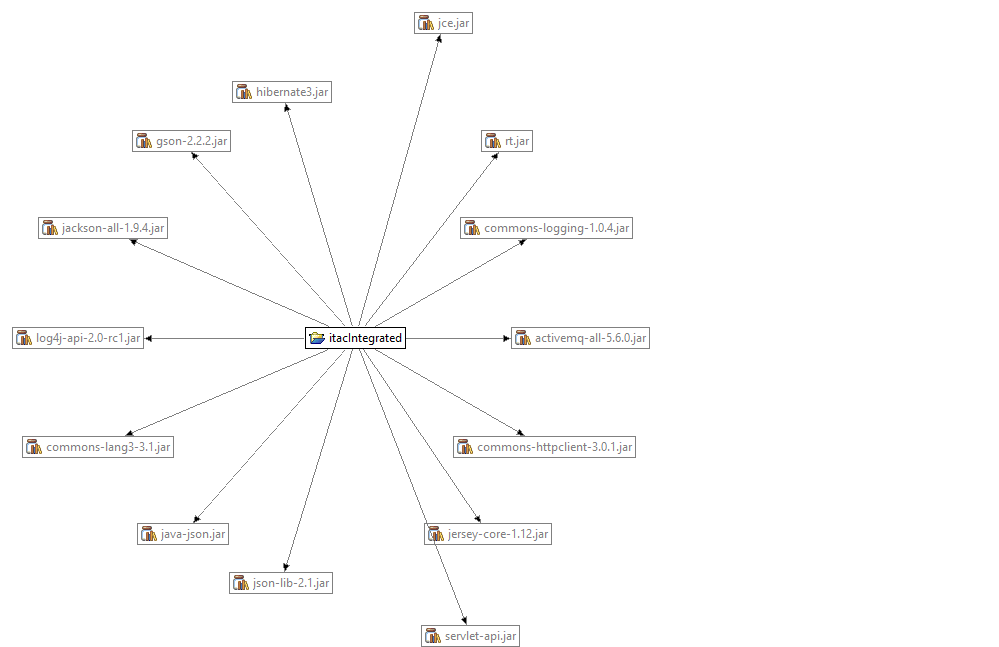 jce.jar
hibernate3.jar
gson-2.2.2.jar
rt.jar
jackson-all-1.9.4.jar
commons-logging-1.0.4.jar
log4j-api-2.0-rc1.jar
itacIntegrated
activemq-all-5.6.0.jar
commons-lang3-3.1.jar
commons-httpclient-3.0.1.jar
java-json.jar
jersey-core-1.12.jar
json-lib-2.1.jar
servlet-api.jar